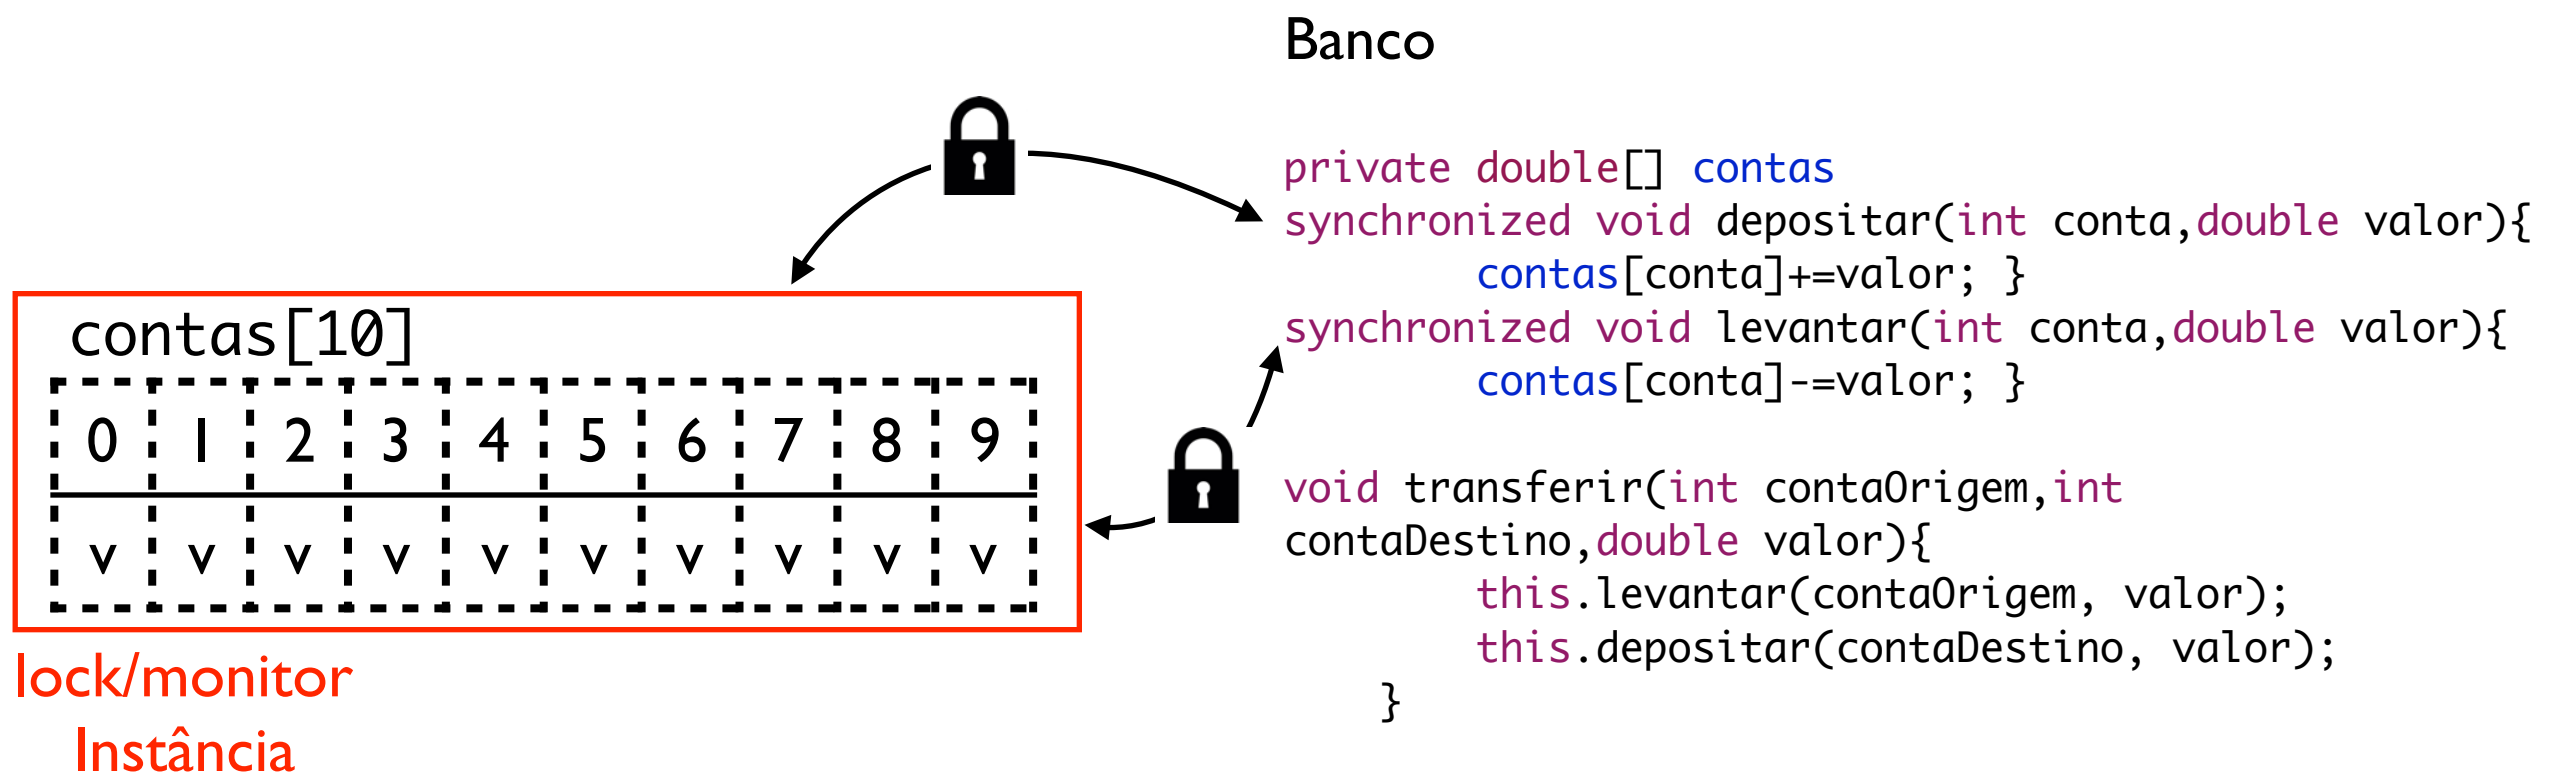 Banco
private double[] contas
synchronized void depositar(int conta,double valor){
contas[conta]+=valor; }
synchronized void levantar(int conta,double valor){
contas[conta]-=valor; }
void transferir(int contaOrigem,int
contaDestino,double valor){
this.levantar(contaOrigem, valor);
this.depositar(contaDestino, valor);
}
contas[10]
0 1 2 3 4 5 6 7 8 9
v v v v v v v v v v
lock/monitor
Instância